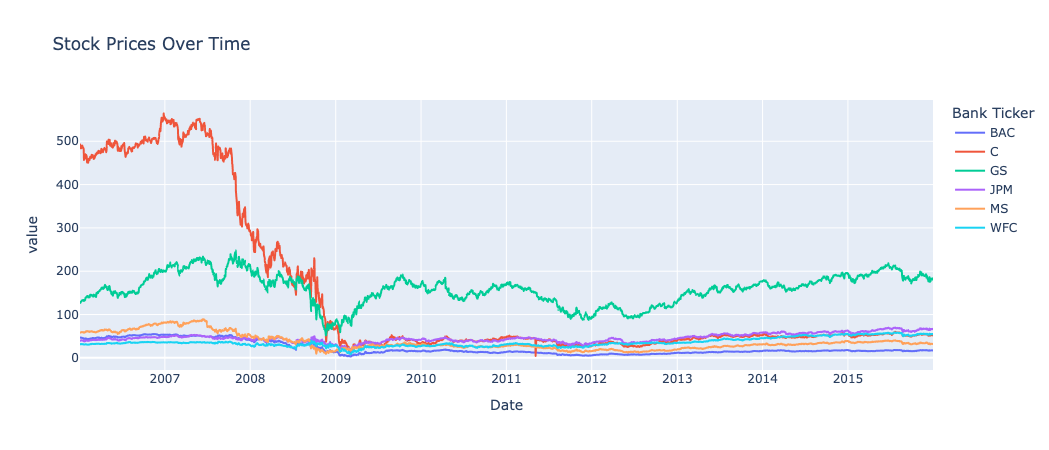 Stock Prices Over Time
Bank Ticker
BAC
C
GS
JPM
MS
WFC
value
500
400
300
200
100
0
2007 2008 2009 2010 2011 2012 2013 2014 2015
Date